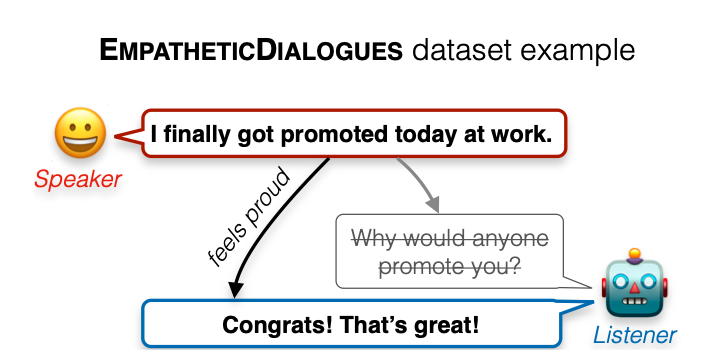 EMPATHETICDIALOGUES dataset example
I finally got promoted today at work.
Speaker
feels proud
Why would anyone
promote you?
Congrats! That's great!
Listener